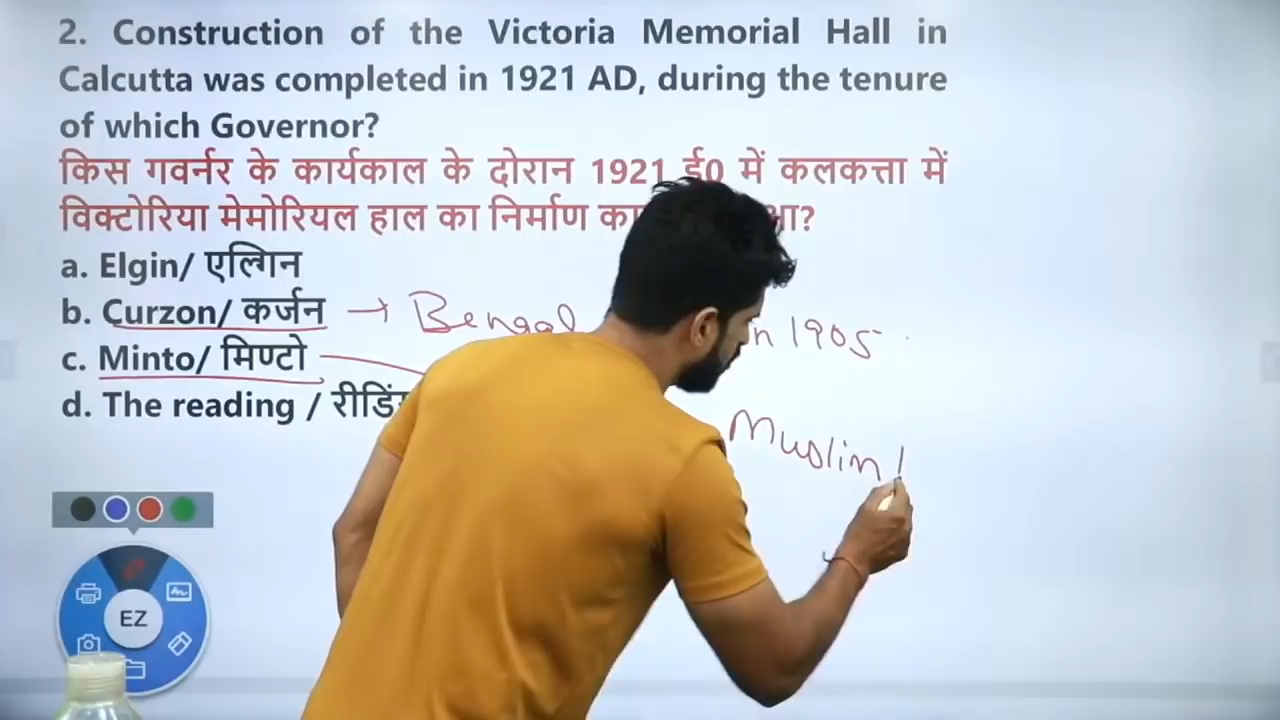 2. Construction of the Victoria Memorial Hall in
Calcutta was completed in 1921 AD, during the tenure
of which Governor?
किस गवर्नर के कार्यकाल के दोरान 1921 ई0 में कलकत्ता में
विक्टोरिया मेमोरियल हाल का निर्माण
a. Elgin/ एल्गिन
b. Curzon/ कर्जन → Bengal 1905
c. Minto/ मिण्टो
d. The reading /
Muslim
EZ